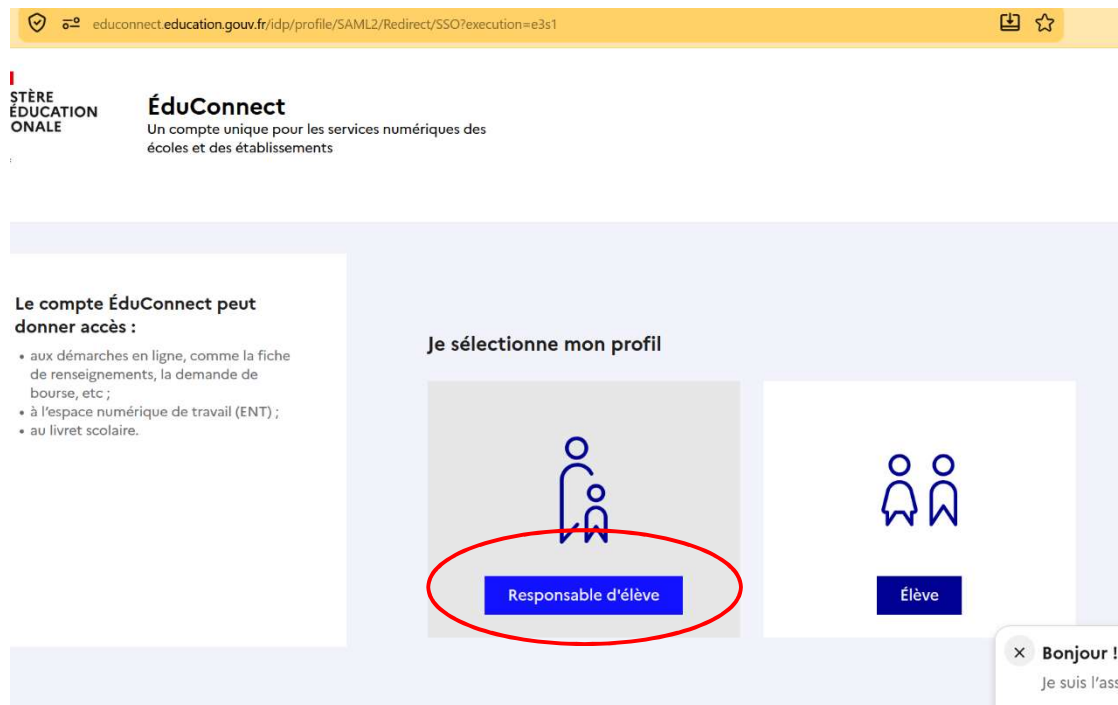 educonnect.education.gouv.fr/idp/profile/SAML2/Redirect/SSO?execution=e3s1
STÈRE
ÉDUCATION
ONALE
ÉduConnect
Un compte unique pour les services numériques des
écoles et des établissements
Le compte ÉduConnect peut
donner accès :
• aux démarches en ligne, comme la fiche
de renseignements, la demande de
bourse, etc ;
• à l'espace numérique de travail (ENT) ;
• au livret scolaire.
Je sélectionne mon profil
Responsable d'élève
Élève
Bonjour !
Je suis l'ass